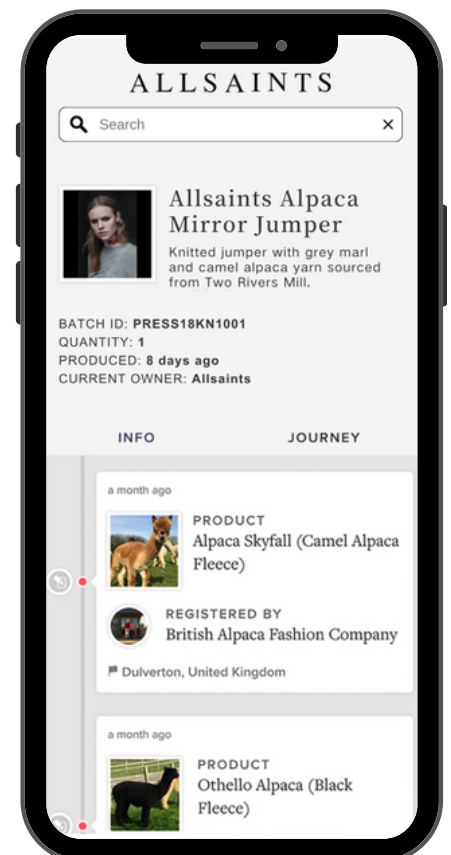 ALLSAINTS
Search
Allsaints Alpaca
Mirror Jumper
Knitted jumper with grey marl
and camel alpaca yarn sourced
from Two Rivers Mill.
BATCH ID: PRESS18KN1001
QUANTITY: 1
PRODUCED: 8 days ago
CURRENT OWNER: Allsaints
INFO JOURNEY
a month ago
PRODUCT
Alpaca Skyfall (Camel Alpaca
Fleece)
REGISTERED BY
British Alpaca Fashion Company
Dulverton, United Kingdom
a month ago
PRODUCT
Othello Alpaca (Black
Fleece)